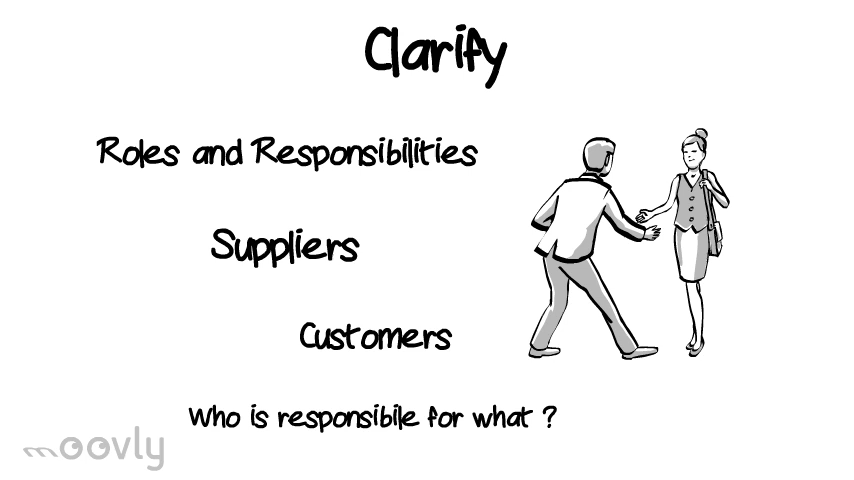 Clarify
Roles and Responsibilities
Suppliers
Customers
Who is responsibile for what ?
moovly